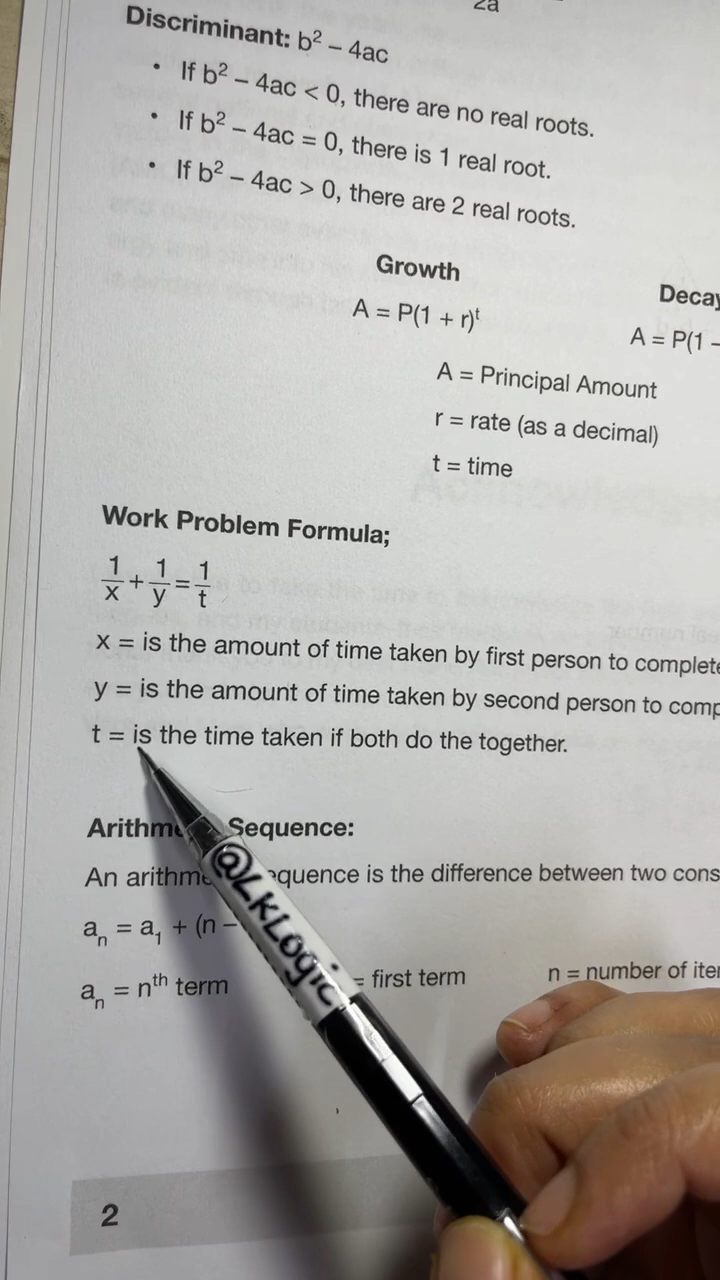 2a
Discriminant: b² – 4ac
• If b² – 4ac < 0, there are no real roots.
• If b² – 4ac = 0, there is 1 real root.
• If b² – 4ac > 0, there are 2 real roots.
Growth
Decay
A = P(1 + r)ᵗ
A = P(1 –
A = Principal Amount
r = rate (as a decimal)
t = time
Work Problem Formula;
1/x + 1/y = 1/t
x = is the amount of time taken by first person to complete
y = is the amount of time taken by second person to comp
t = is the time taken if both do the together.
Arithme Sequence:
An arithme equence is the difference between two cons
aₙ = a₁ + (n –
aₙ = nᵗʰ term
= first term
n = number of iter
@LKLogic
2